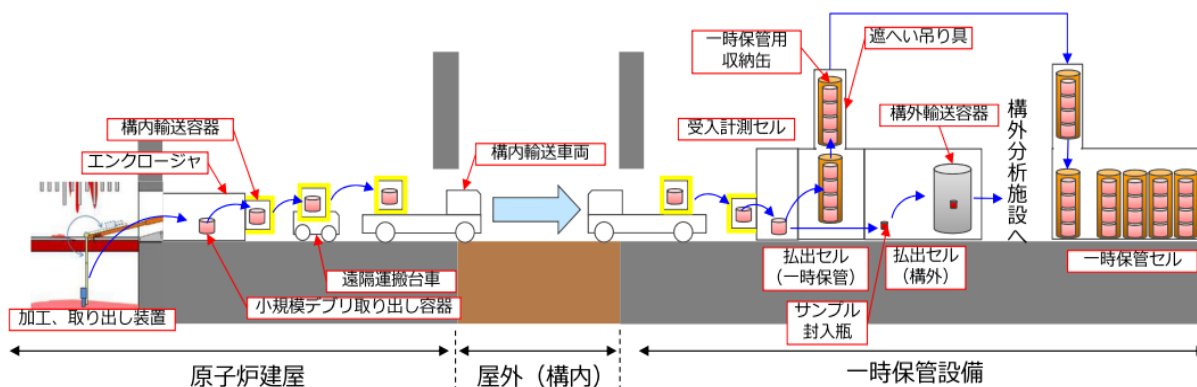 一時保管用
収納缶
遮へい吊り具
構内輸送容器
エンクロージャ
受入計測セル
構外輸送容器
構内輸送車両
構外分析施設へ
遠隔運搬台車
小規模デブリ取り出し容器
加工、取り出し装置
払出セル
(一時保管)
払出セル
(構外)
一時保管セル
サンプル
封入瓶
原子炉建屋
屋外(構内)
一時保管設備